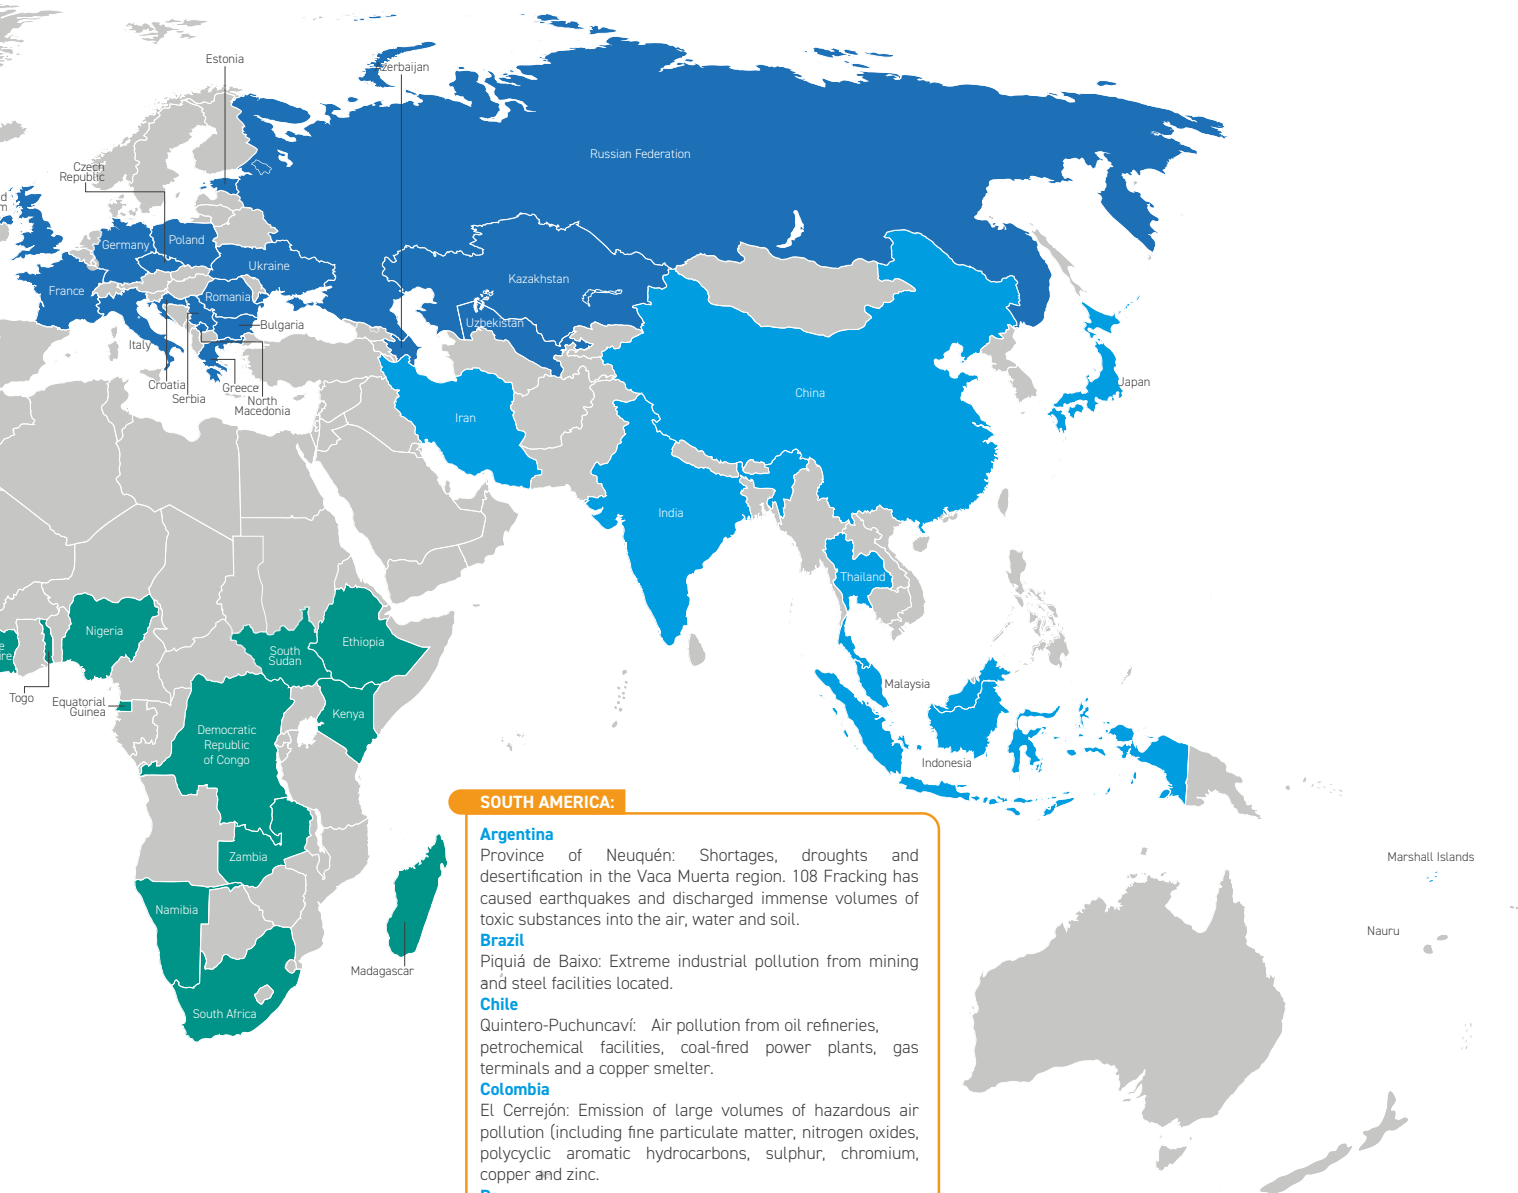 Estonia
Azerbaijan
Russian Federation
Czech
Republic
d
m
Germany
Poland
Ukraine
France
Romania
Kazakhstan
Uzbekistan
Bulgaria
Italy
Croatia
Serbia
Greece
North
Macedonia
Iran
China
Japan
India
Thailand
Nigeria
Ethiopia
South
Sudan
e
ire
Togo
Equatorial
Guinea
Kenya
Malaysia
Democratic
Republic
of Congo
Indonesia
Zambia
Namibia
Madagascar
South Africa
Marshall Islands
Nauru
SOUTH AMERICA:
Argentina
Province of Neuquén: Shortages, droughts and
desertification in the Vaca Muerta region. 108 Fracking has
caused earthquakes and discharged immense volumes of
toxic substances into the air, water and soil.
Brazil
Piquiá de Baixo: Extreme industrial pollution from mining
and steel facilities located.
Chile
Quintero-Puchuncaví: Air pollution from oil refineries,
petrochemical facilities, coal-fired power plants, gas
terminals and a copper smelter.
Colombia
El Cerrejón: Emission of large volumes of hazardous air
pollution (including fine particulate matter, nitrogen oxides,
polycyclic aromatic hydrocarbons, sulphur, chromium,
copper and zinc.